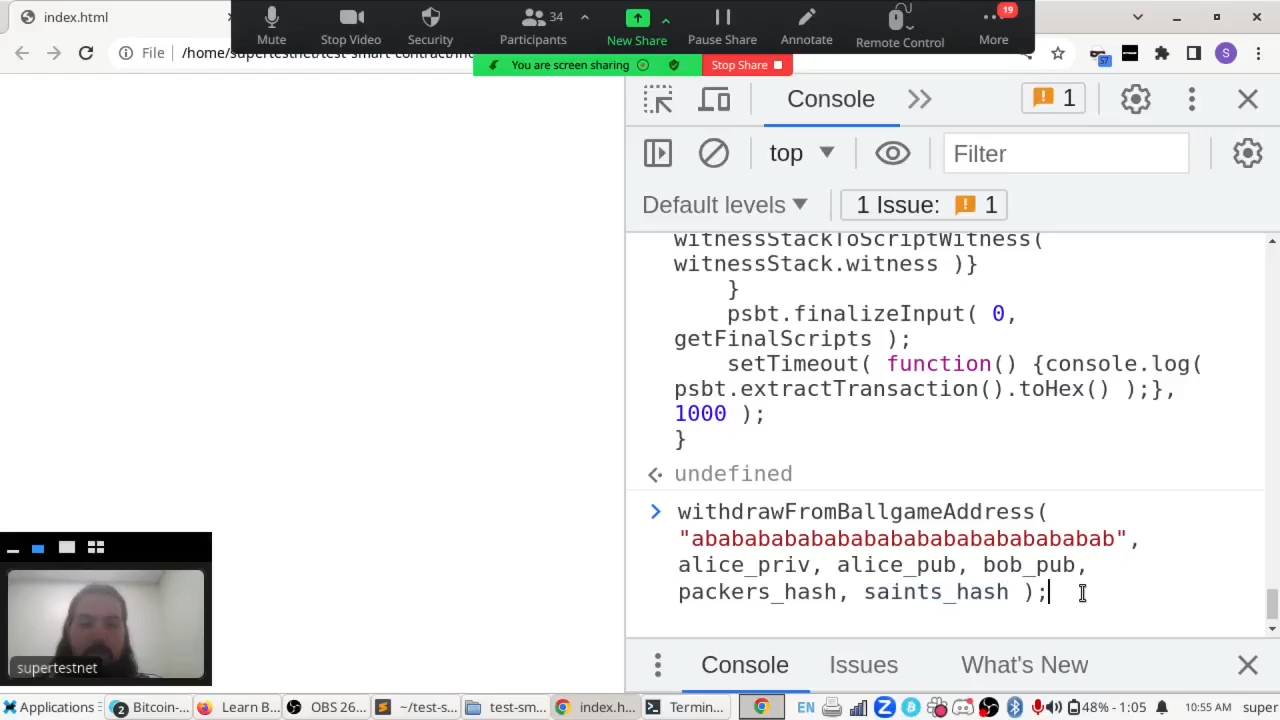 index.html
Mute
Stop Video
Security
34
Participants
New Share
Pause Share
Annotate
Remote Control
19
More
File
/home/supertestnet/test-smart-contract/ind
You are screen sharing
Stop Share
57
S
Console
1
top
Filter
Default levels
1 Issue:
1
witnessStackToScriptWitness(
witnessStack.witness )}
}
psbt.finalizeInput( 0,
getFinalScripts );
setTimeout( function() {console.log(
psbt.extractTransaction().toHex() );},
1000 );
}
undefined
withdrawFromBallgameAddress(
"abababababababababababababababab",
alice_priv, alice_pub, bob_pub,
packers_hash, saints_hash );
supertestnet
Console
Issues
What's New
Applications
2
Bitcoin-...
Learn B...
OBS 26...
~/test-s...
test-sm...
index.h...
Termin...
EN
48% - 1:05
10:55 AM
super